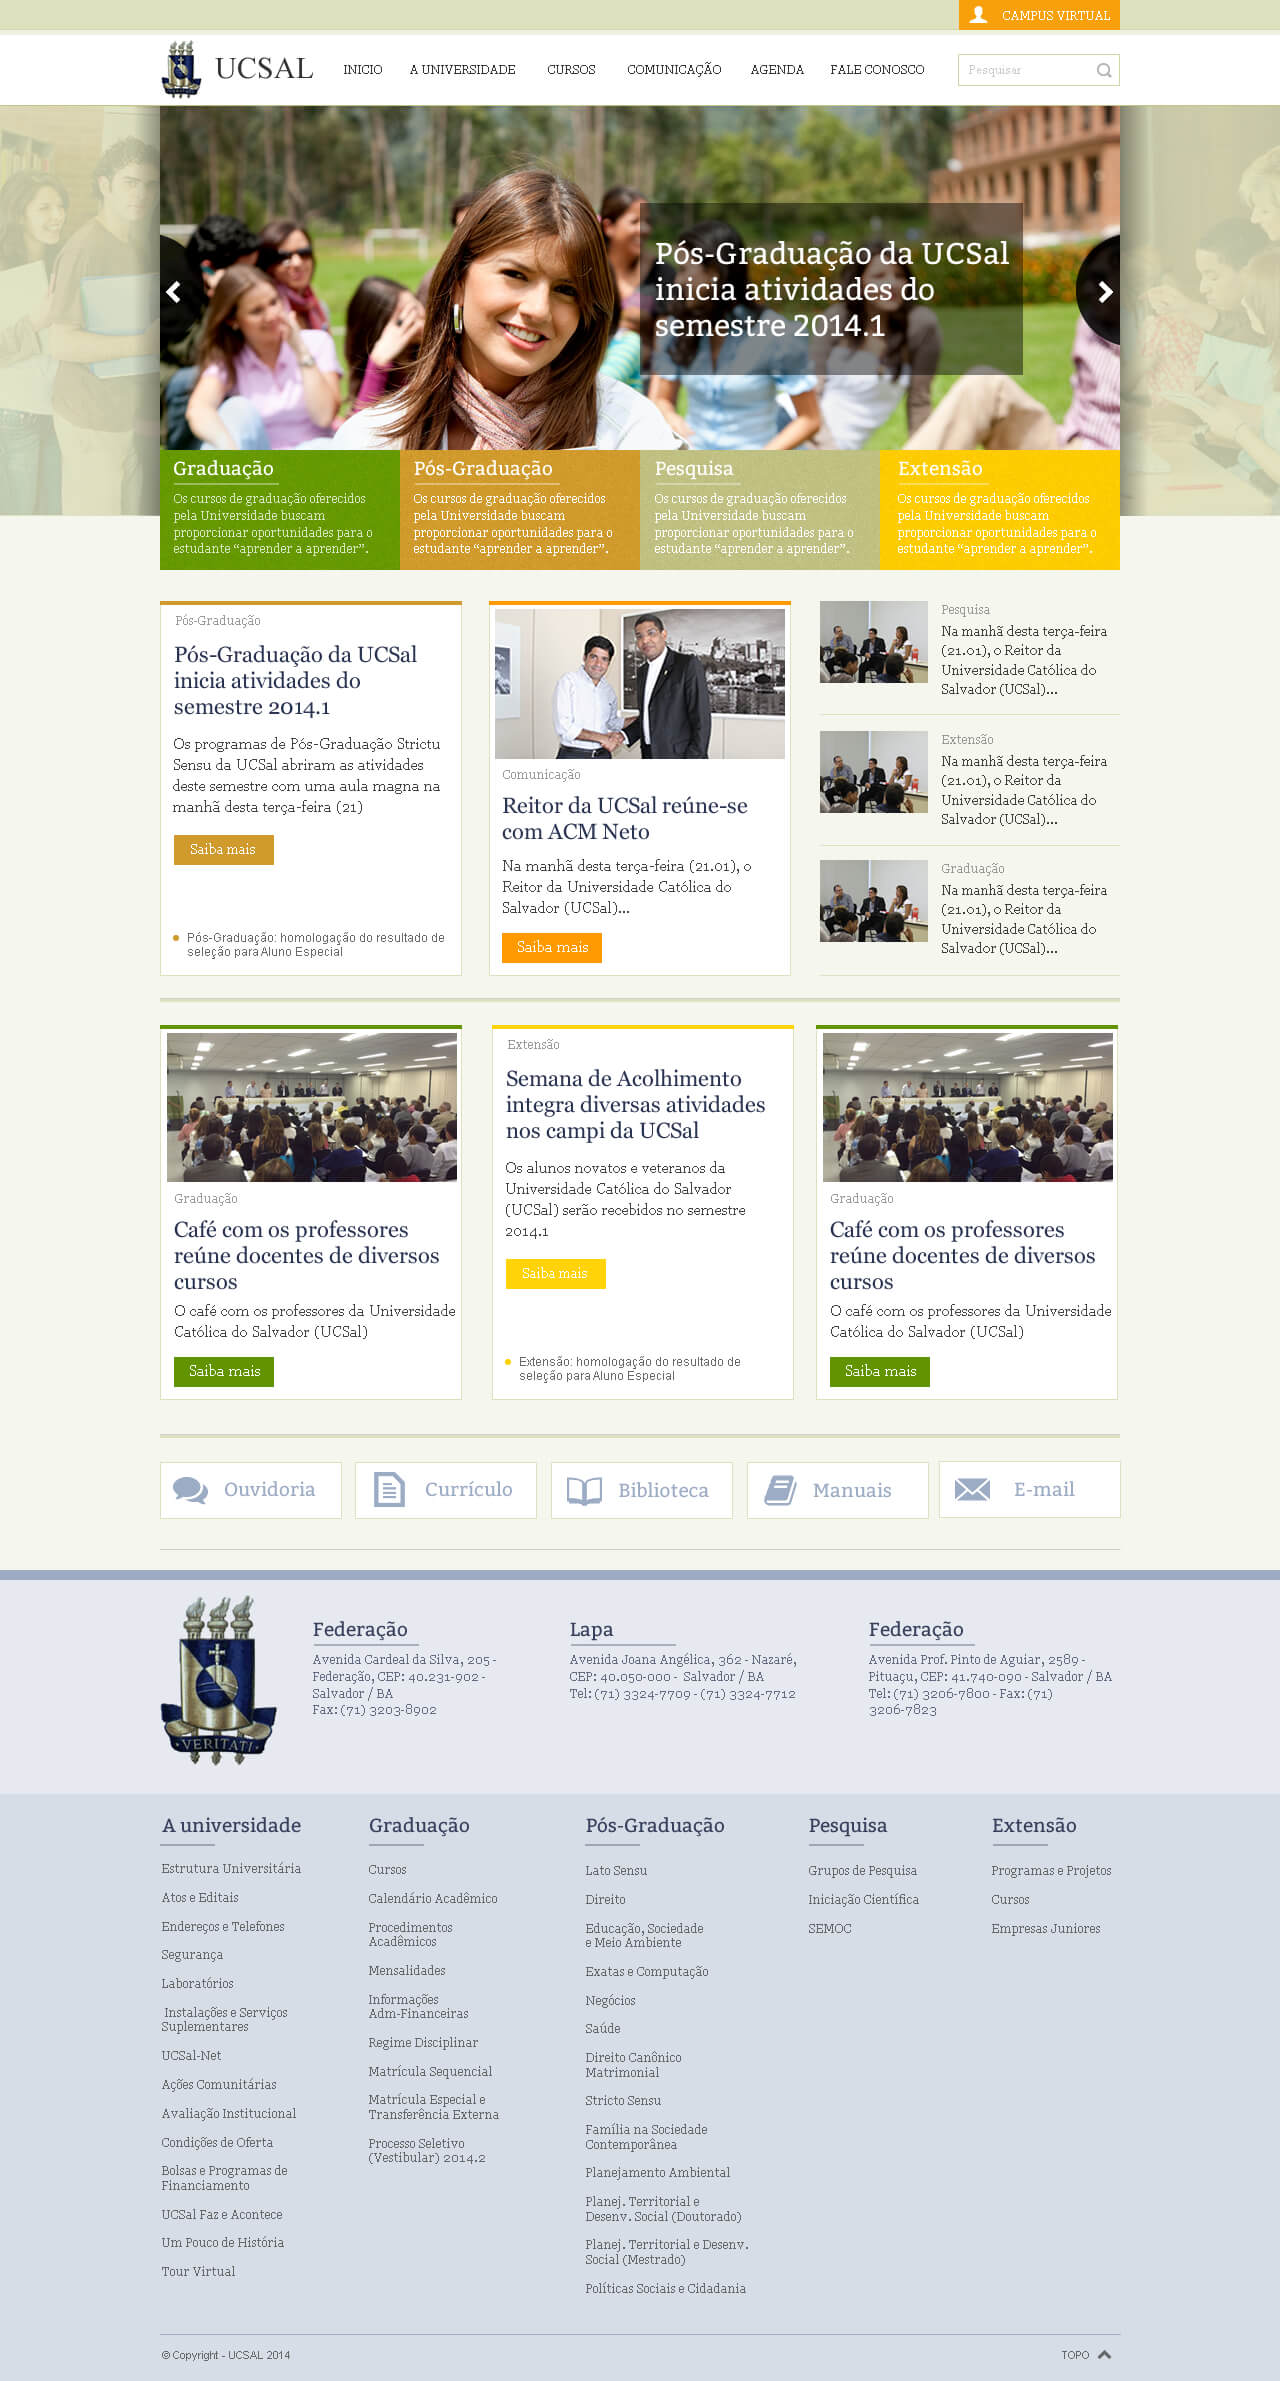 CAMPUS VIRTUAL
UCSAL
INICIO
A UNIVERSIDADE
CURSOS
COMUNICAÇÃO
AGENDA
FALE CONOSCO
Pesquisar
Pós-Graduação da UCSal
inicia atividades do
semestre 2014.1
Graduação
Os cursos de graduação oferecidos
pela Universidade buscam
proporcionar oportunidades para o
estudante “aprender a aprender”.
Pós-Graduação
Os cursos de graduação oferecidos
pela Universidade buscam
proporcionar oportunidades para o
estudante “aprender a aprender”.
Pesquisa
Os cursos de graduação oferecidos
pela Universidade buscam
proporcionar oportunidades para o
estudante “aprender a aprender”.
Extensão
Os cursos de graduação oferecidos
pela Universidade buscam
proporcionar oportunidades para o
estudante “aprender a aprender”.
Pós-Graduação
Pós-Graduação da UCSal
inicia atividades do
semestre 2014.1
Os programas de Pós-Graduação Strictu
Sensu da UCSal abriram as atividades
deste semestre com uma aula magna na
manhã desta terça-feira (21)
Saiba mais
Pós-Graduação: homologação do resultado de
seleção para Aluno Especial
Comunicação
Reitor da UCSal reúne-se
com ACM Neto
Na manhã desta terça-feira (21.01), o
Reitor da Universidade Católica do
Salvador (UCSal)...
Saiba mais
Pesquisa
Na manhã desta terça-feira
(21.01), o Reitor da
Universidade Católica do
Salvador (UCSal)...
Extensão
Na manhã desta terça-feira
(21.01), o Reitor da
Universidade Católica do
Salvador (UCSal)...
Graduação
Na manhã desta terça-feira
(21.01), o Reitor da
Universidade Católica do
Salvador (UCSal)...
Graduação
Café com os professores
reúne docentes de diversos
cursos
O café com os professores da Universidade
Católica do Salvador (UCSal)
Saiba mais
Extensão
Semana de Acolhimento
integra diversas atividades
nos campi da UCSal
Os alunos novatos e veteranos da
Universidade Católica do Salvador
(UCSal) serão recebidos no semestre
2014.1
Saiba mais
Extensão: homologação do resultado de
seleção para Aluno Especial
Graduação
Café com os professores
reúne docentes de diversos
cursos
O café com os professores da Universidade
Católica do Salvador (UCSal)
Saiba mais
Ouvidoria
Currículo
Biblioteca
Manuais
E-mail
VERITATI
Federação
Avenida Cardeal da Silva, 205 -
Federação, CEP: 40.231-902 -
Salvador / BA
Fax: (71) 3203-8902
Lapa
Avenida Joana Angélica, 362 - Nazaré,
CEP: 40.050-000 - Salvador / BA
Tel: (71) 3324-7709 - (71) 3324-7712
Federação
Avenida Prof. Pinto de Aguiar, 2589 -
Pituaçu, CEP: 41.740-090 - Salvador / BA
Tel: (71) 3206-7800 - Fax: (71)
3206-7823
A universidade
Estrutura Universitária
Atos e Editais
Endereços e Telefones
Segurança
Laboratórios
Instalações e Serviços
Suplementares
UCSal-Net
Ações Comunitárias
Avaliação Institucional
Condições de Oferta
Bolsas e Programas de
Financiamento
UCSal Faz e Acontece
Um Pouco de História
Tour Virtual
Graduação
Cursos
Calendário Acadêmico
Procedimentos
Acadêmicos
Mensalidades
Informações
Adm-Financeiras
Regime Disciplinar
Matrícula Sequencial
Matrícula Especial e
Transferência Externa
Processo Seletivo
(Vestibular) 2014.2
Pós-Graduação
Lato Sensu
Direito
Educação, Sociedade
e Meio Ambiente
Exatas e Computação
Negócios
Saúde
Direito Canônico
Matrimonial
Stricto Sensu
Família na Sociedade
Contemporânea
Planejamento Ambiental
Planej. Territorial e
Desenv. Social (Doutorado)
Planej. Territorial e Desenv.
Social (Mestrado)
Políticas Sociais e Cidadania
Pesquisa
Grupos de Pesquisa
Iniciação Científica
SEMOC
Extensão
Programas e Projetos
Cursos
Empresas Juniores
© Copyright - UCSAL 2014
TOPO